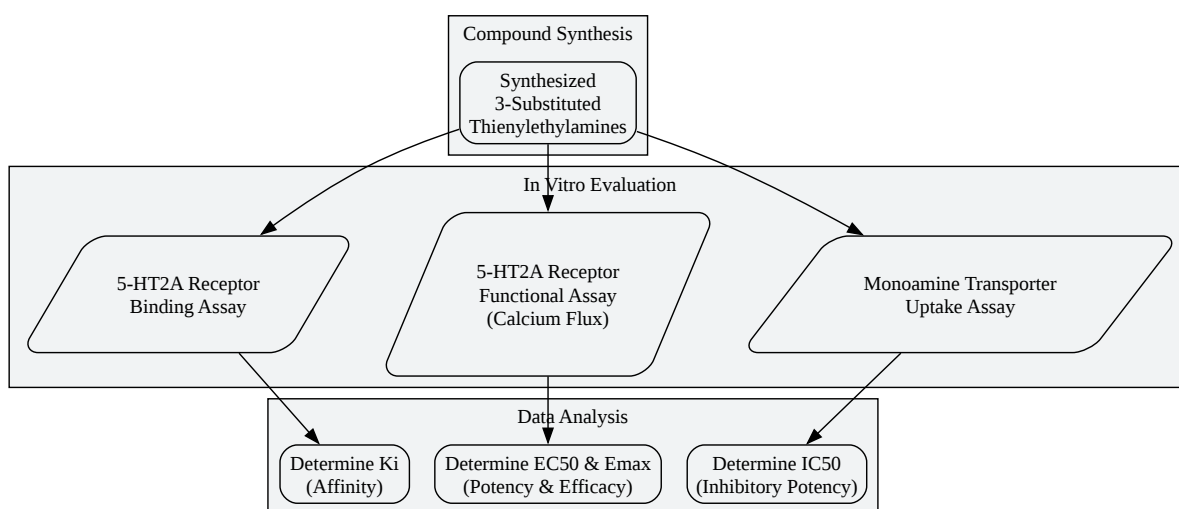 Compound Synthesis
Synthesized
3-Substituted
Thienylethylamines
In Vitro Evaluation
5-HT2A Receptor
Binding Assay
5-HT2A Receptor
Functional Assay
(Calcium Flux)
Monoamine Transporter
Uptake Assay
Data Analysis
Determine Ki
(Affinity)
Determine EC50 & Emax
(Potency & Efficacy)
Determine IC50
(Inhibitory Potency)